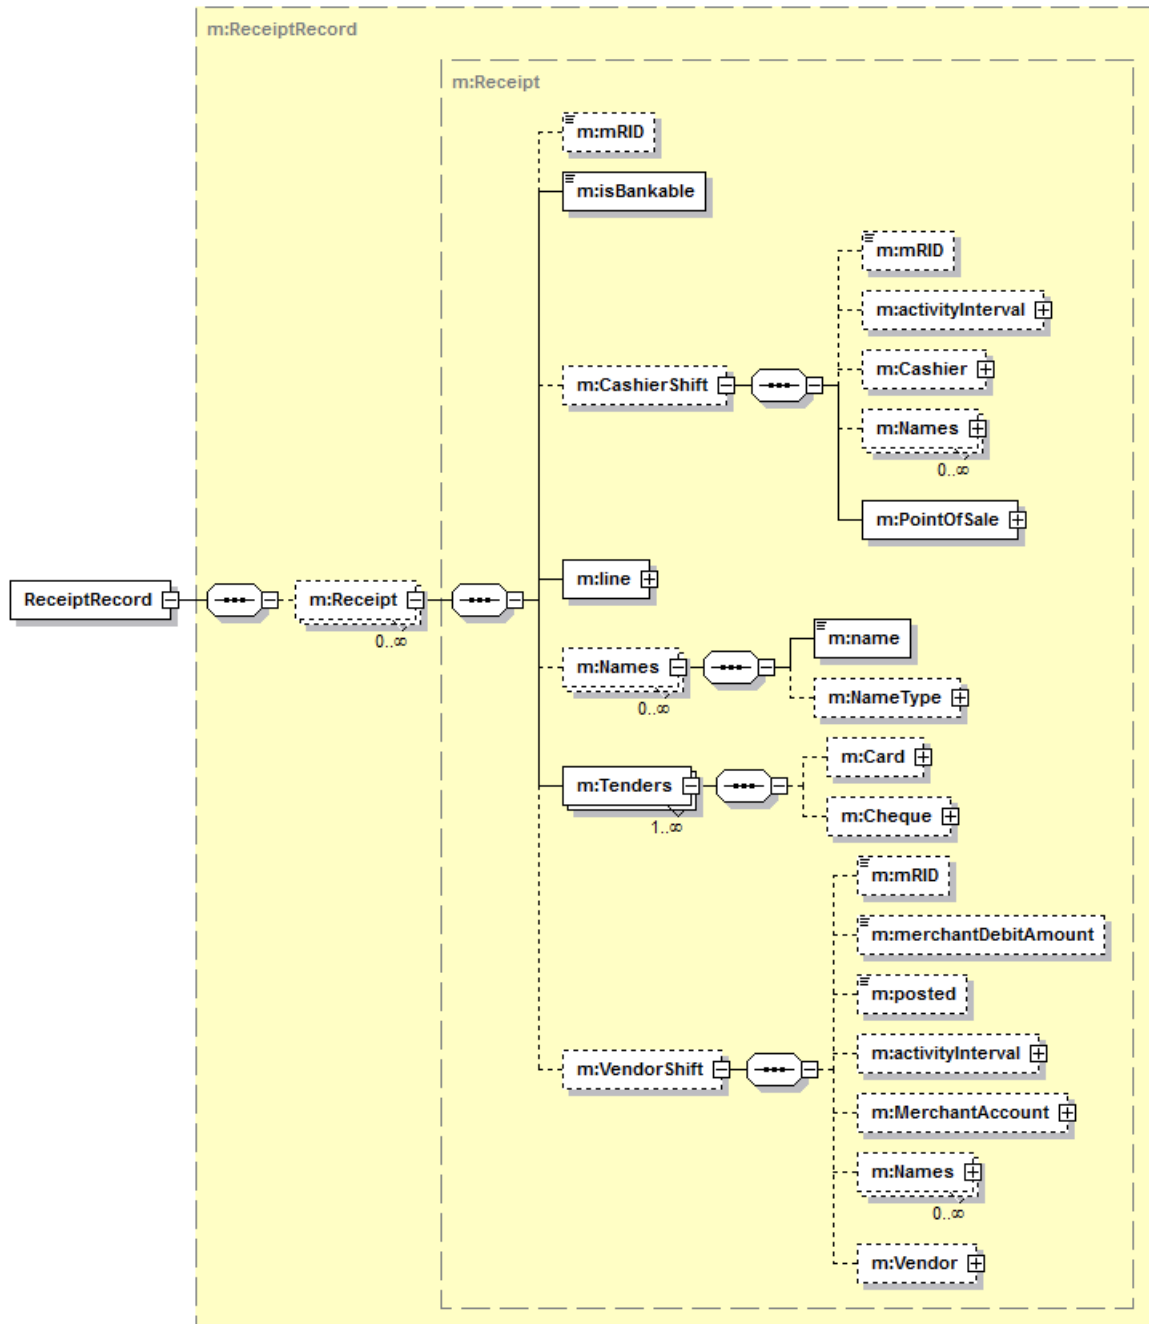 m:ReceiptRecord
m:Receipt
m:mRID
m:isBankable
m:mRID
m:activityInterval
m:Cashier
m:CashierShift
m:Names
0..∞
m:PointOfSale
m:line
ReceiptRecord
m:Receipt
0..∞
m:name
m:Names
0..∞
m:NameType
m:Card
m:Tenders
1..∞
m:Cheque
m:mRID
m:merchantDebitAmount
m:posted
m:activityInterval
m:VendorShift
m:MerchantAccount
m:Names
0..∞
m:Vendor